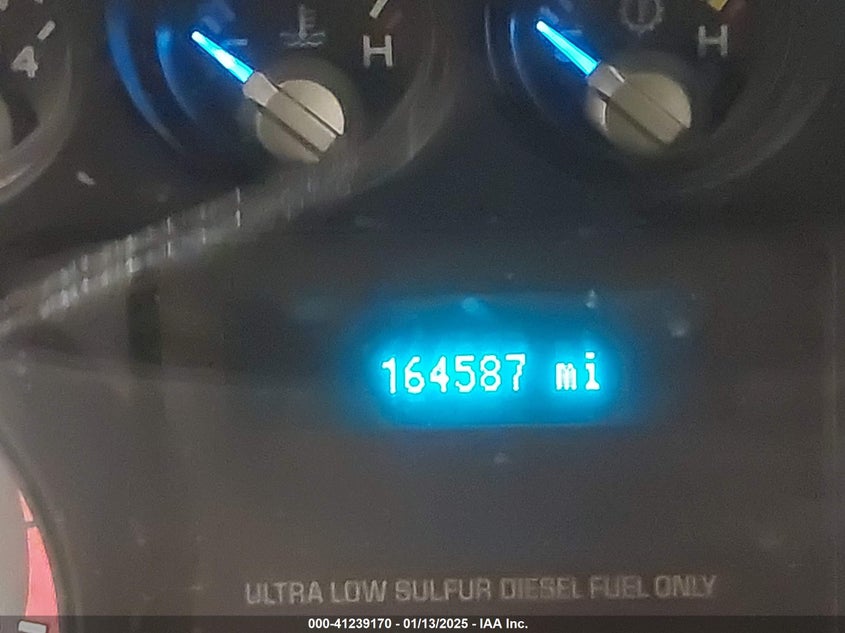 4
H
H
164587 mi
ULTRA LOW SULFUR DIESEL FUEL ONLY
000-41239170 - 01/13/2025 - IAA Inc.